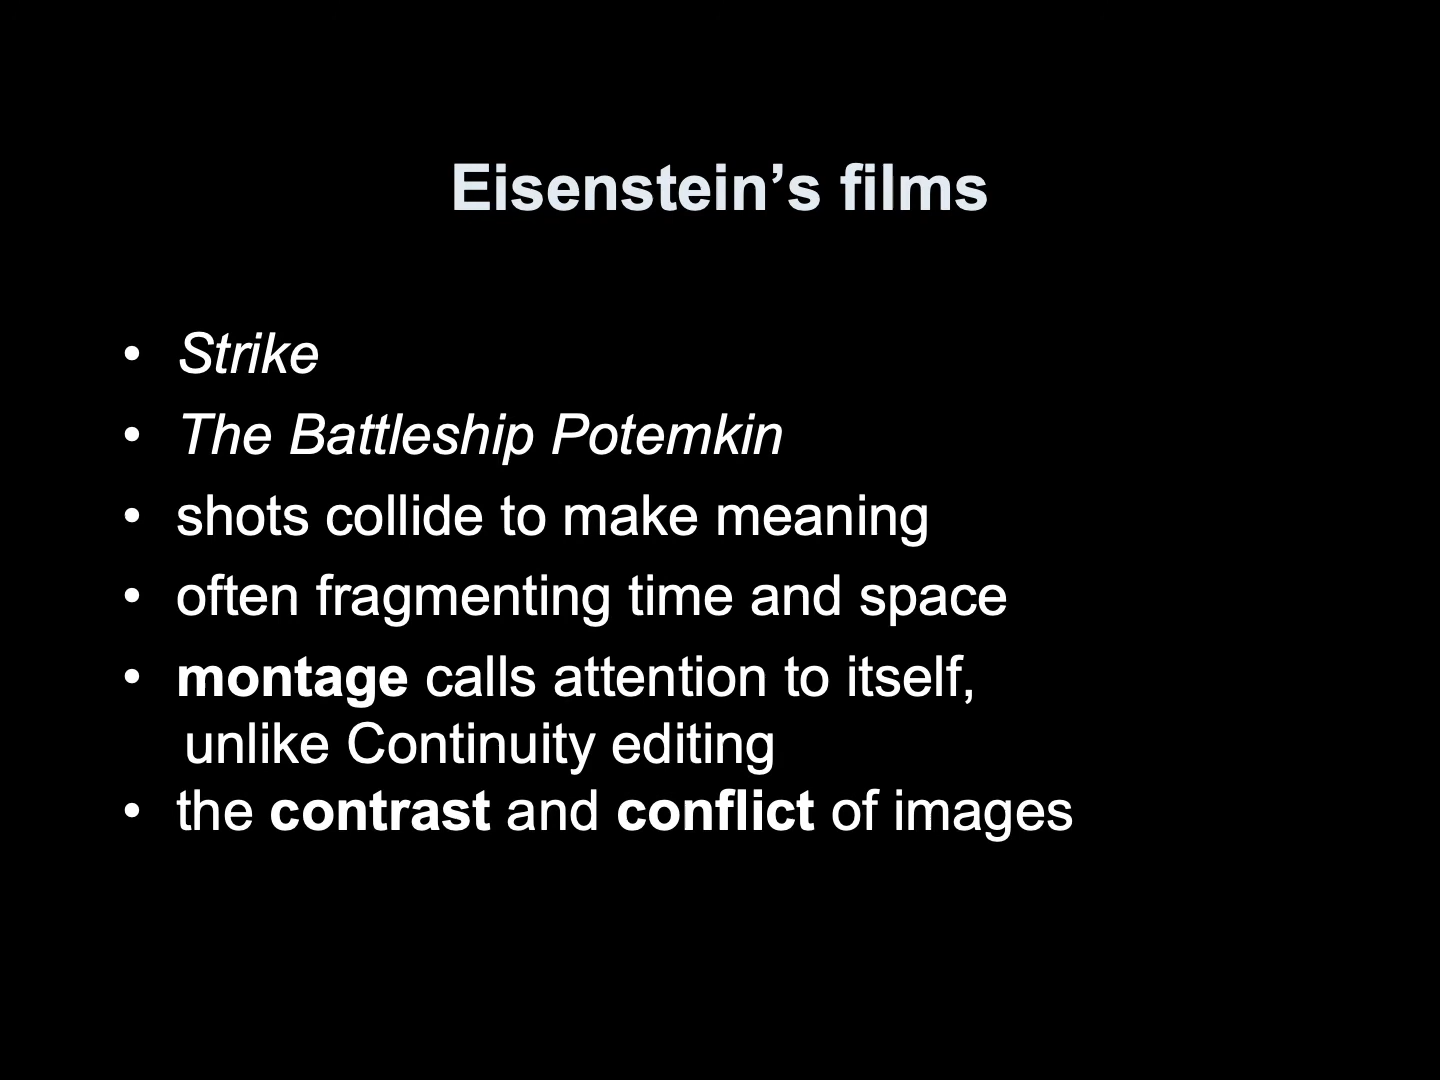 Eisenstein’s films
• Strike
• The Battleship Potemkin
• shots collide to make meaning
• often fragmenting time and space
• montage calls attention to itself,
unlike Continuity editing
• the contrast and conflict of images